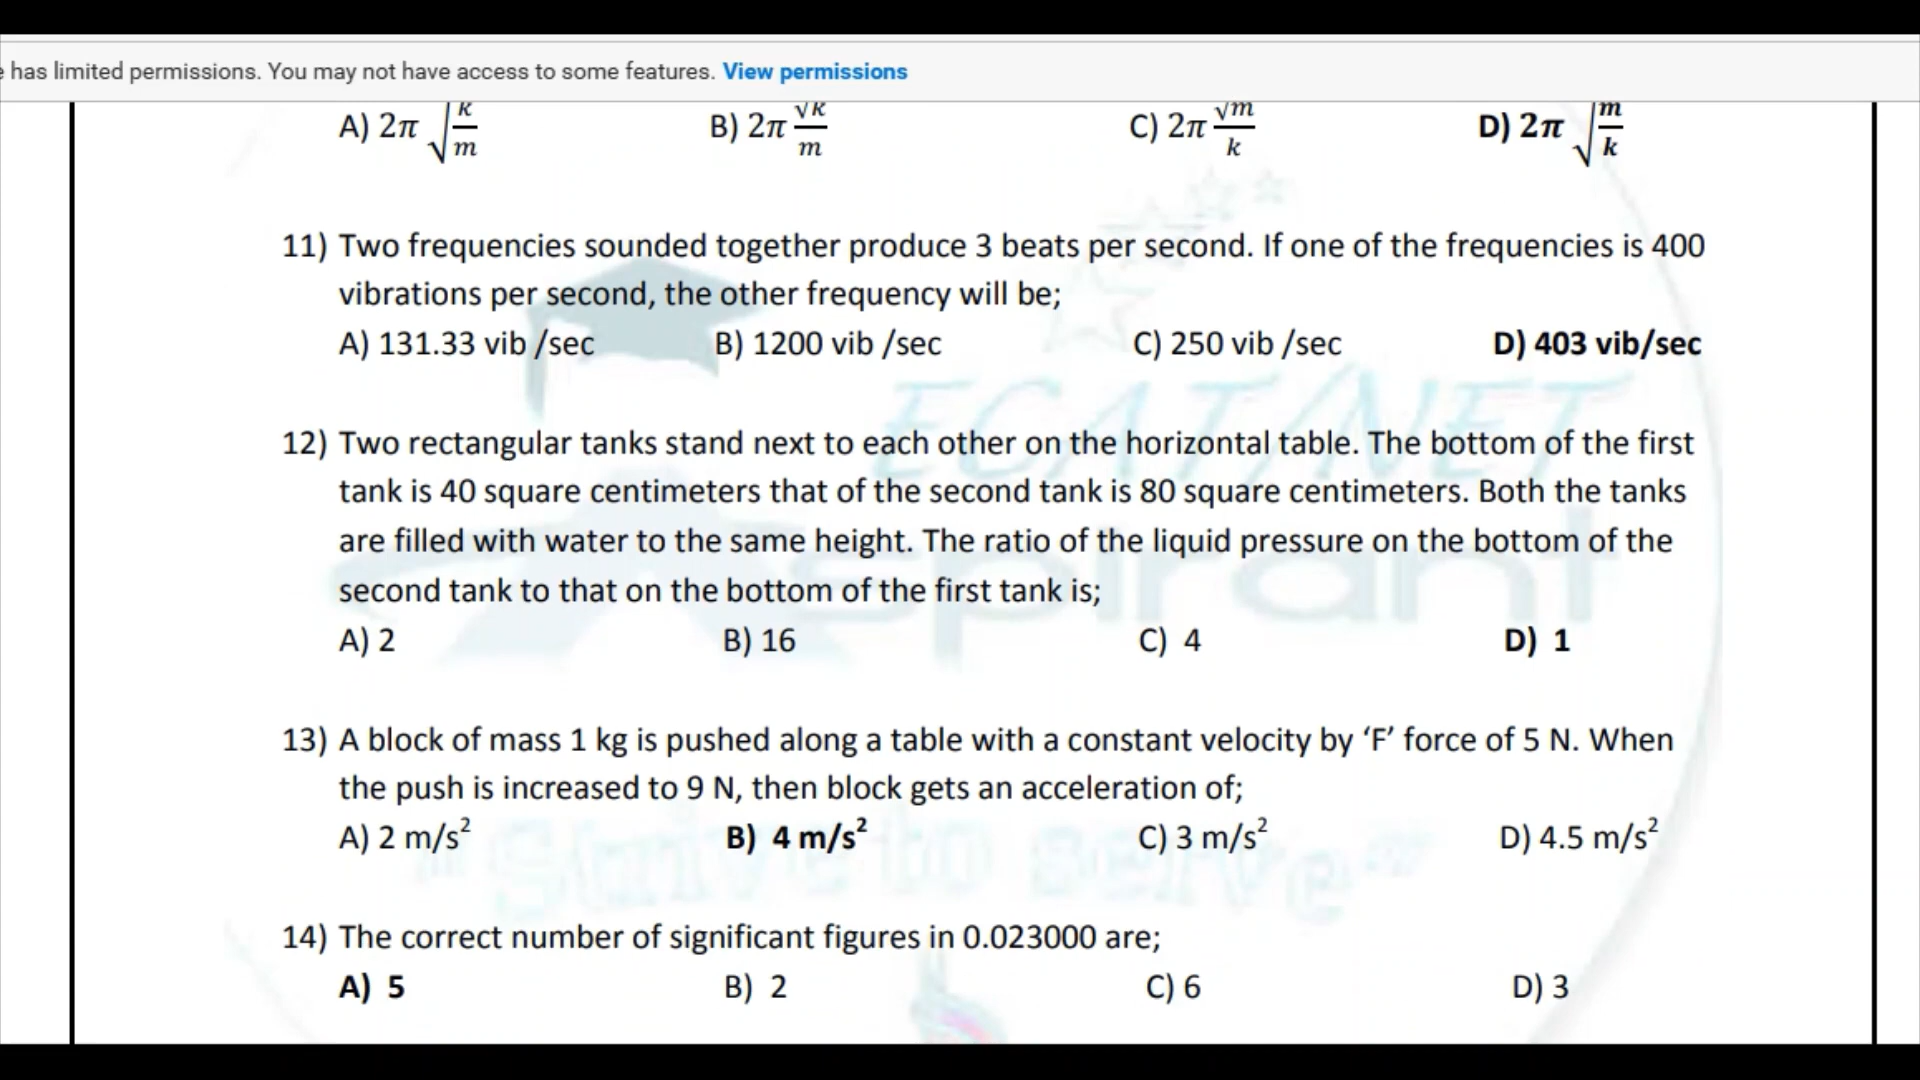 has limited permissions. You may not have access to some features. View permissions
A) 2π √(k/m) B) 2π √k/m C) 2π √m/k D) 2π √(m/k)
11) Two frequencies sounded together produce 3 beats per second. If one of the frequencies is 400
vibrations per second, the other frequency will be;
A) 131.33 vib /sec B) 1200 vib /sec C) 250 vib /sec D) 403 vib/sec
ECAT/NET
12) Two rectangular tanks stand next to each other on the horizontal table. The bottom of the first
tank is 40 square centimeters that of the second tank is 80 square centimeters. Both the tanks
are filled with water to the same height. The ratio of the liquid pressure on the bottom of the
spirant
second tank to that on the bottom of the first tank is;
A) 2 B) 16 C) 4 D) 1
13) A block of mass 1 kg is pushed along a table with a constant velocity by ‘F’ force of 5 N. When
the push is increased to 9 N, then block gets an acceleration of;
A) 2 m/s² B) 4 m/s² C) 3 m/s² D) 4.5 m/s²
"Strive to serve"
14) The correct number of significant figures in 0.023000 are;
A) 5 B) 2 C) 6 D) 3